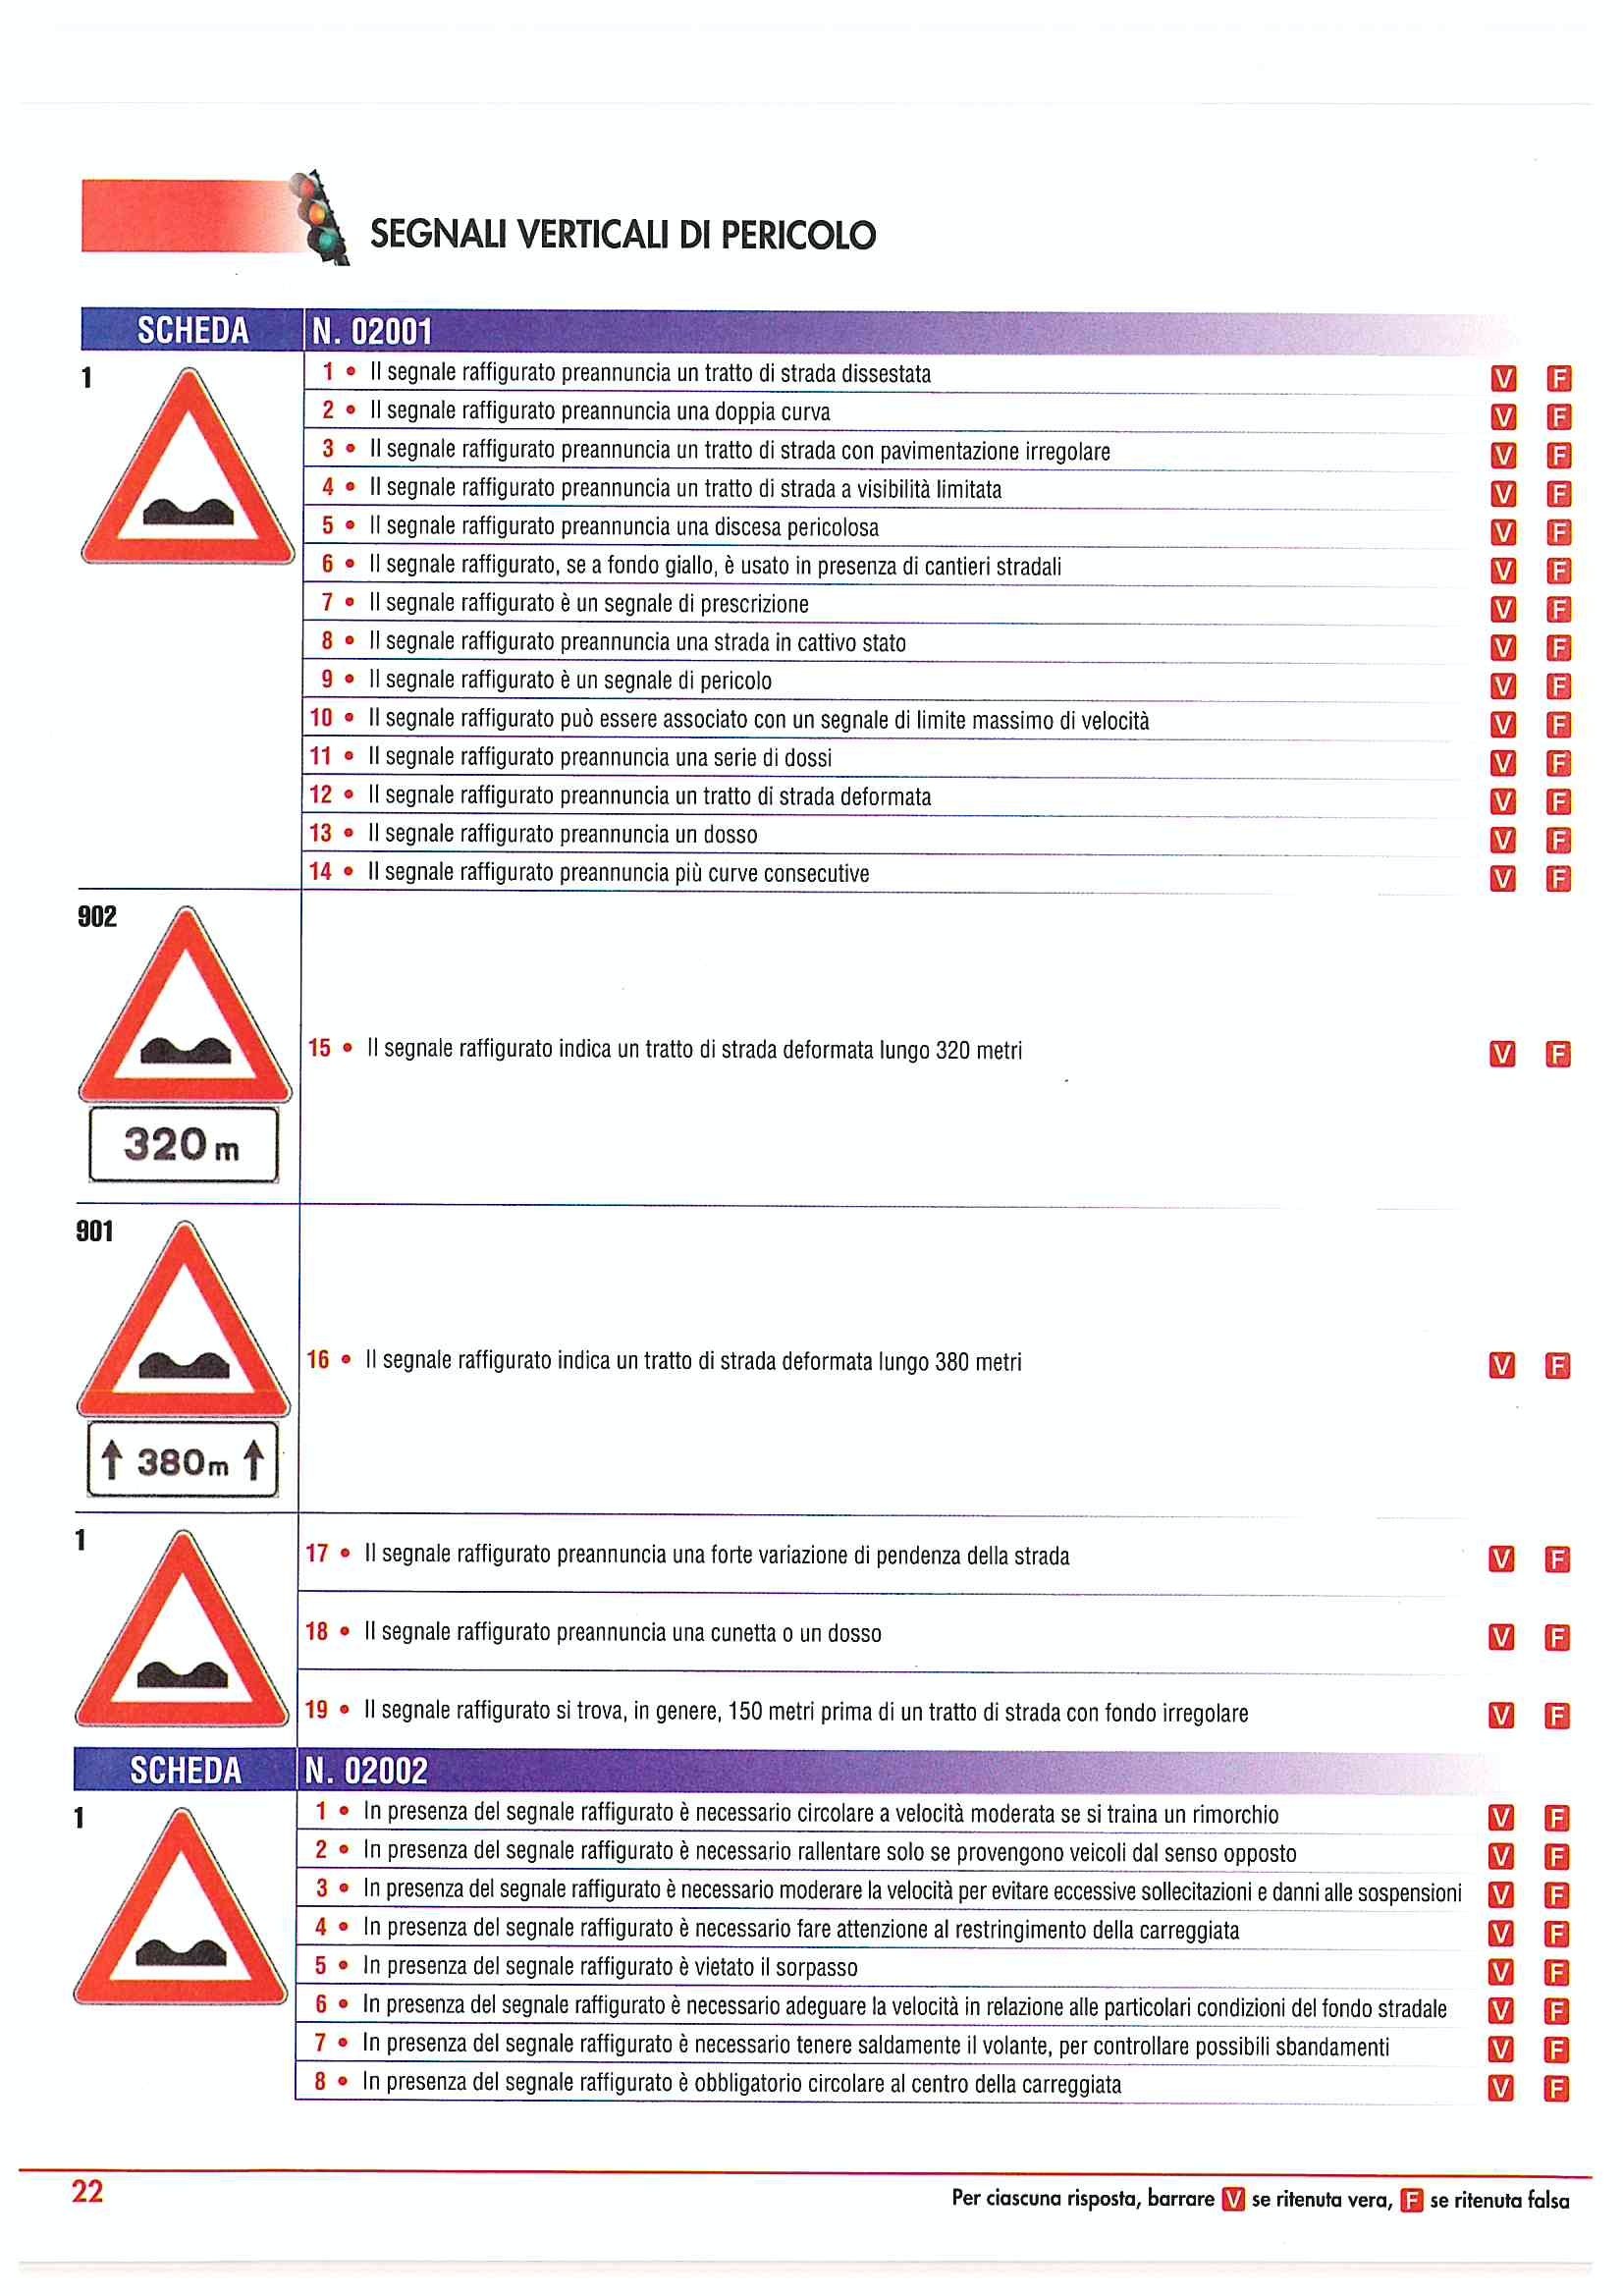 SEGNALI VERTICALI DI PERICOLO
SCHEDA N. 02001
1
1 • Il segnale raffigurato preannuncia un tratto di strada dissestata V F
2 • Il segnale raffigurato preannuncia una doppia curva V F
3 • Il segnale raffigurato preannuncia un tratto di strada con pavimentazione irregolare V F
4 • Il segnale raffigurato preannuncia un tratto di strada a visibilità limitata V F
5 • Il segnale raffigurato preannuncia una discesa pericolosa V F
6 • Il segnale raffigurato, se a fondo giallo, è usato in presenza di cantieri stradali V F
7 • Il segnale raffigurato è un segnale di prescrizione V F
8 • Il segnale raffigurato preannuncia una strada in cattivo stato V F
9 • Il segnale raffigurato è un segnale di pericolo V F
10 • Il segnale raffigurato può essere associato con un segnale di limite massimo di velocità V F
11 • Il segnale raffigurato preannuncia una serie di dossi V F
12 • Il segnale raffigurato preannuncia un tratto di strada deformata V F
13 • Il segnale raffigurato preannuncia un dosso V F
14 • Il segnale raffigurato preannuncia più curve consecutive V F
902
15 • Il segnale raffigurato indica un tratto di strada deformata lungo 320 metri V F
320 m
901
16 • Il segnale raffigurato indica un tratto di strada deformata lungo 380 metri V F
↑ 380m ↑
1
17 • Il segnale raffigurato preannuncia una forte variazione di pendenza della strada V F
18 • Il segnale raffigurato preannuncia una cunetta o un dosso V F
19 • Il segnale raffigurato si trova, in genere, 150 metri prima di un tratto di strada con fondo irregolare V F
SCHEDA N. 02002
1
1 • In presenza del segnale raffigurato è necessario circolare a velocità moderata se si traina un rimorchio V F
2 • In presenza del segnale raffigurato è necessario rallentare solo se provengono veicoli dal senso opposto V F
3 • In presenza del segnale raffigurato è necessario moderare la velocità per evitare eccessive sollecitazioni e danni alle sospensioni V F
4 • In presenza del segnale raffigurato è necessario fare attenzione al restringimento della carreggiata V F
5 • In presenza del segnale raffigurato è vietato il sorpasso V F
6 • In presenza del segnale raffigurato è necessario adeguare la velocità in relazione alle particolari condizioni del fondo stradale V F
7 • In presenza del segnale raffigurato è necessario tenere saldamente il volante, per controllare possibili sbandamenti V F
8 • In presenza del segnale raffigurato è obbligatorio circolare al centro della carreggiata V F
22
Per ciascuna risposta, barrare V se ritenuta vera, F se ritenuta falsa